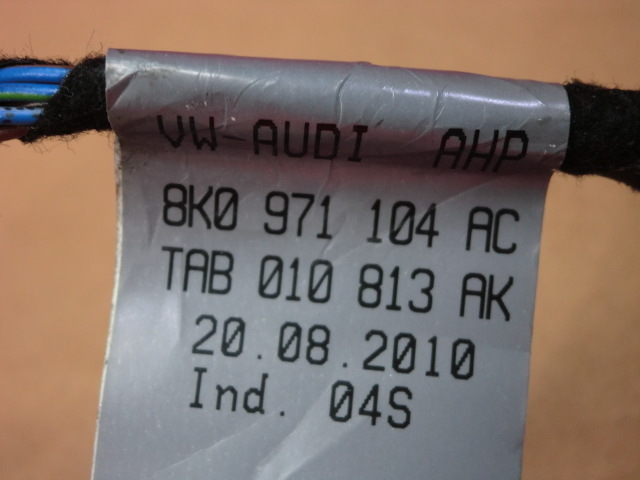 VW-AUDI AHP
8K0 971 104 AC
TAB 010 813 AK
20.08.2010
Ind. 04S